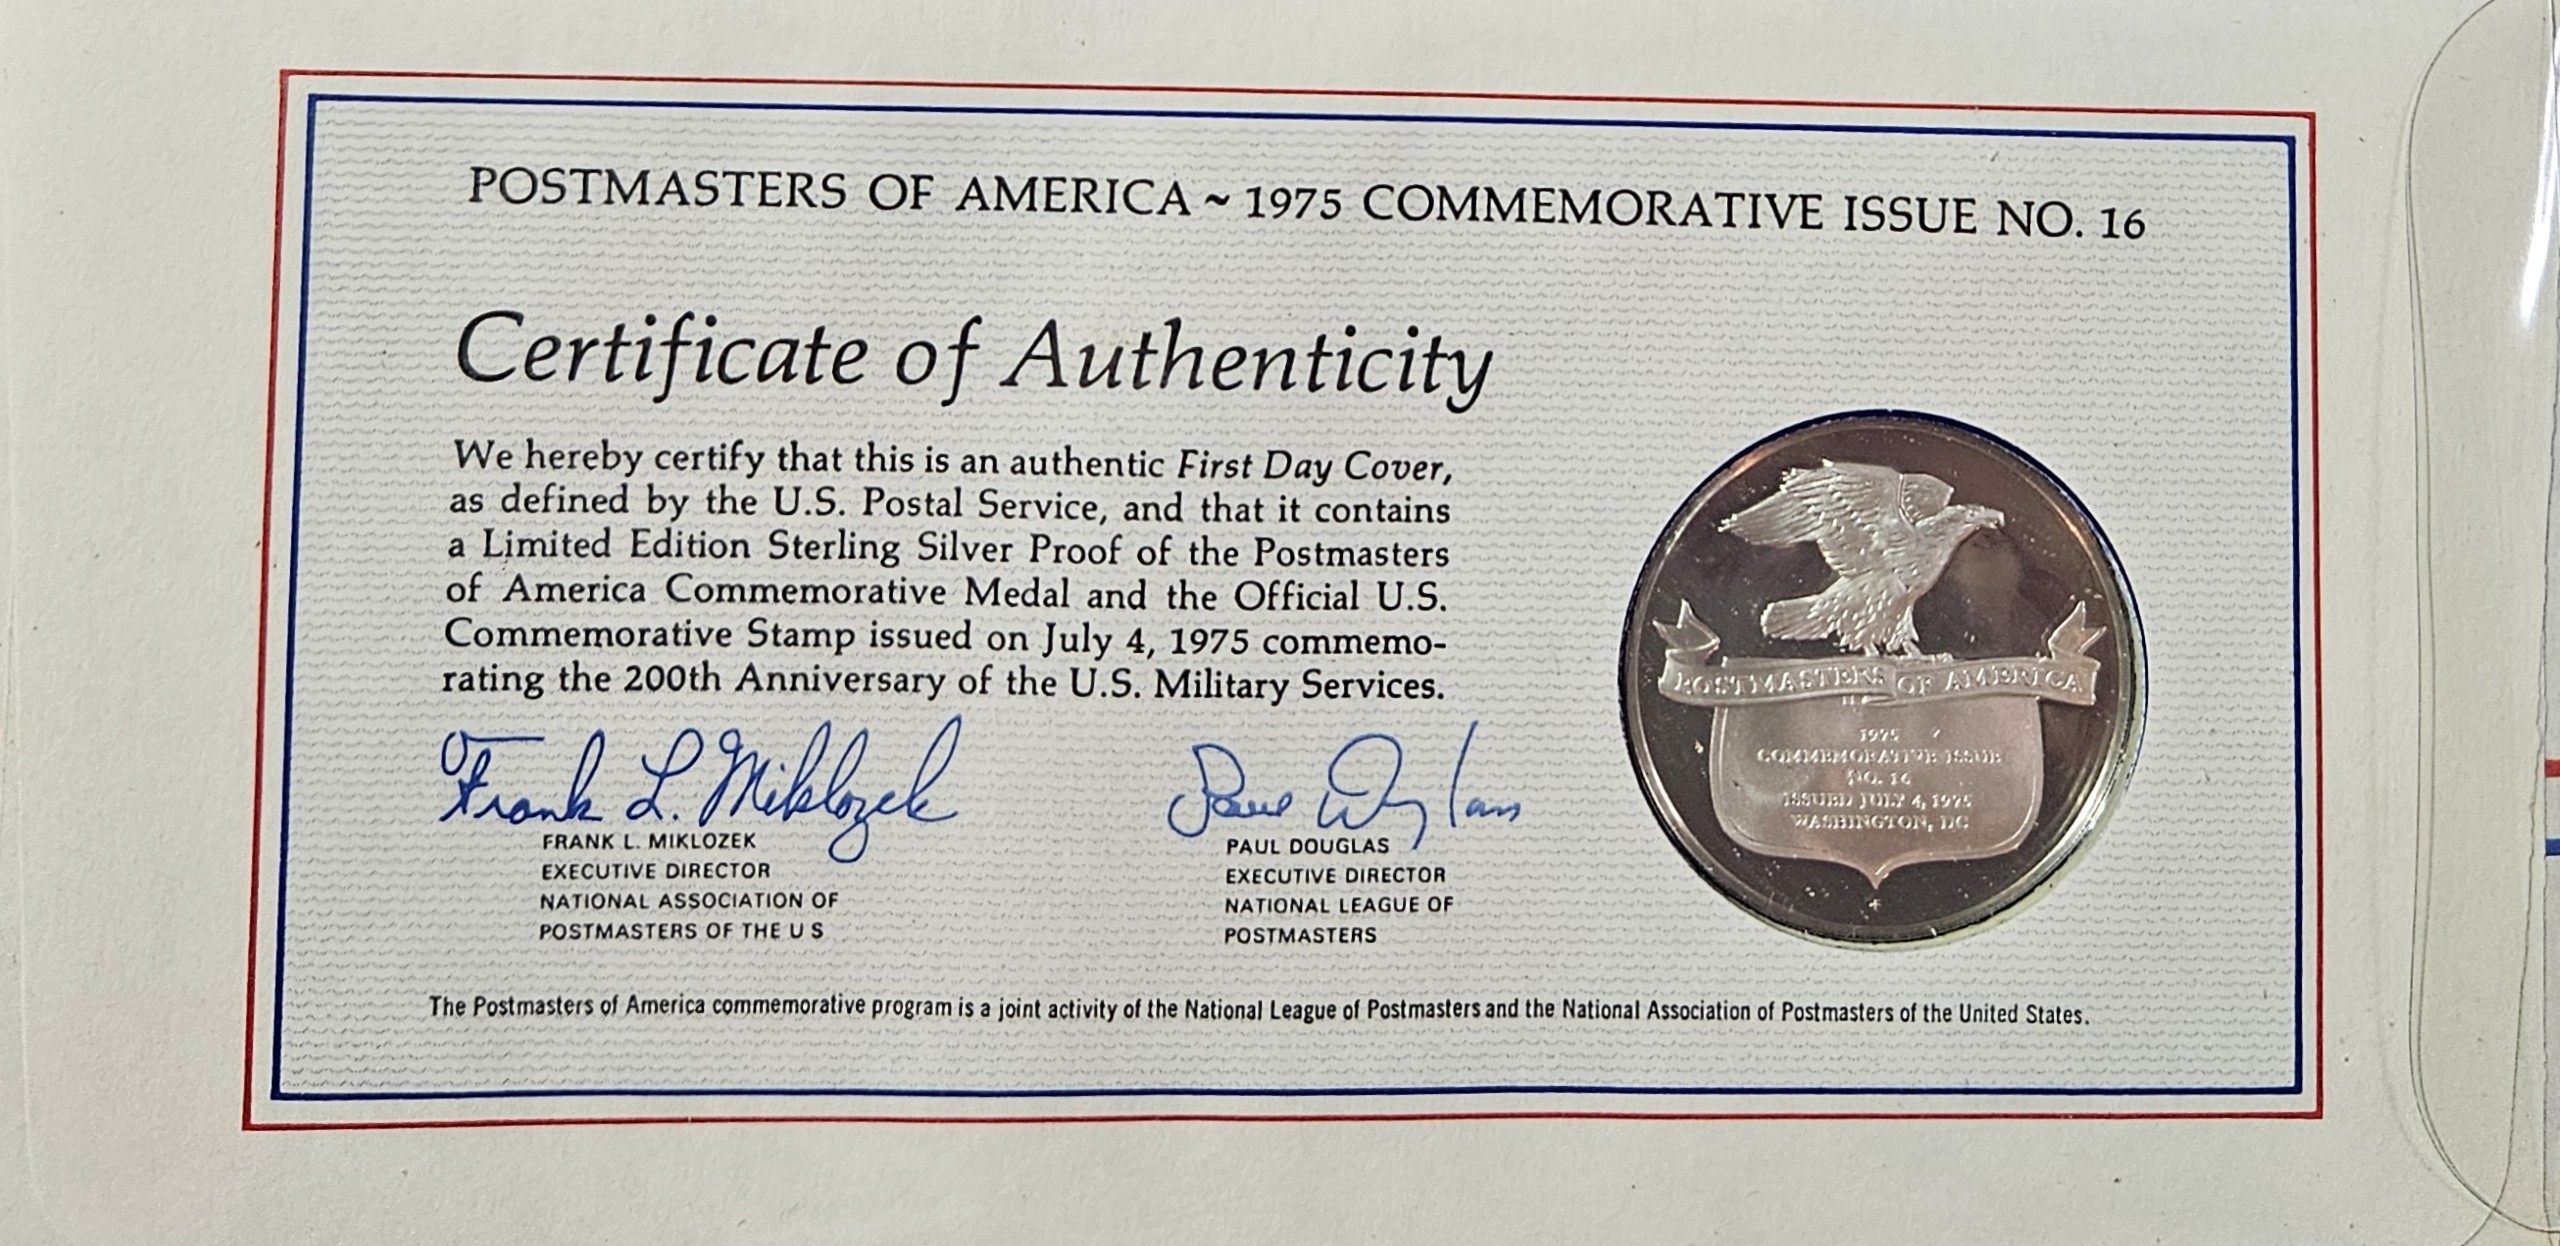 POSTMASTERS OF AMERICA ~ 1975 COMMEMORATIVE ISSUE NO. 16
Certificate of Authenticity
We hereby certify that this is an authentic First Day Cover,
as defined by the U.S. Postal Service, and that it contains
a Limited Edition Sterling Silver Proof of the Postmasters
of America Commemorative Medal and the Official U.S.
Commemorative Stamp issued on July 4, 1975 commemo-
rating the 200th Anniversary of the U.S. Military Services.
Frank L. Miklozek
FRANK L. MIKLOZEK
EXECUTIVE DIRECTOR
NATIONAL ASSOCIATION OF
POSTMASTERS OF THE U S
Paul Douglas
PAUL DOUGLAS
EXECUTIVE DIRECTOR
NATIONAL LEAGUE OF
POSTMASTERS
POSTMASTERS OF AMERICA
1975
COMMEMORATIVE ISSUE
NO. 16
ISSUED JULY 4, 1975
WASHINGTON, DC
The Postmasters of America commemorative program is a joint activity of the National League of Postmasters and the National Association of Postmasters of the United States.